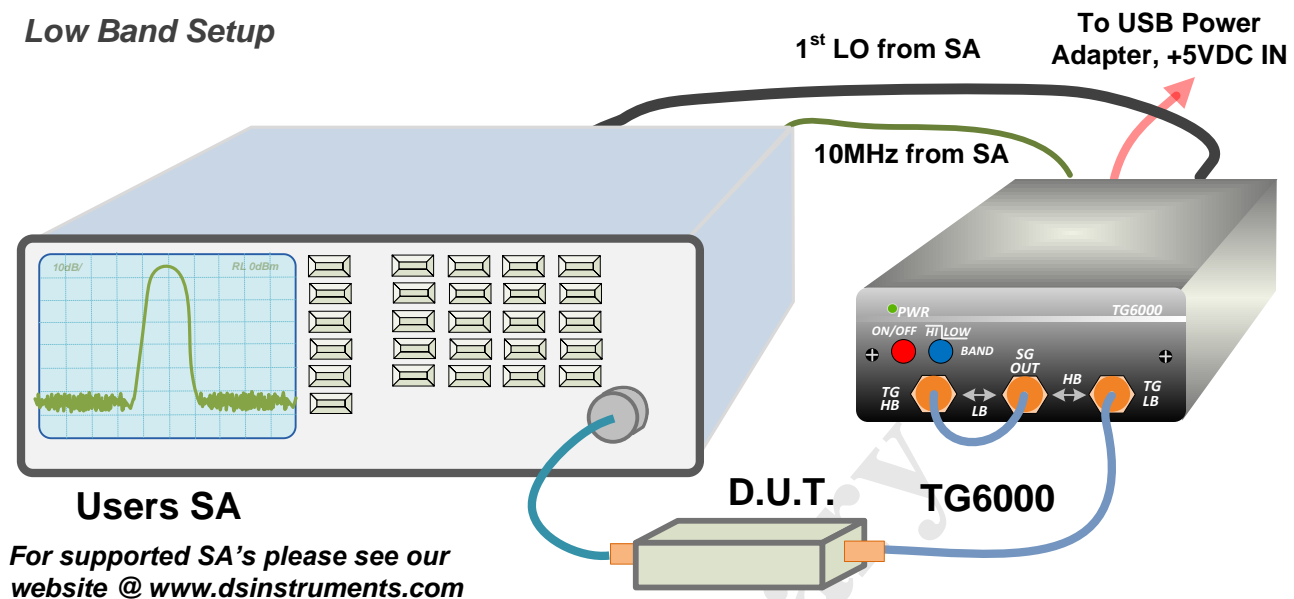 Low Band Setup
1st LO from SA
To USB Power
Adapter, +5VDC IN
10MHz from SA
10dB/
RL 0dBm
PWR
TG6000
ON/OFF
HI LOW
BAND
SG
OUT
TG
HB
LB
HB
TG
LB
Users SA
D.U.T.
TG6000
For supported SA's please see our
website @ www.dsinstruments.com